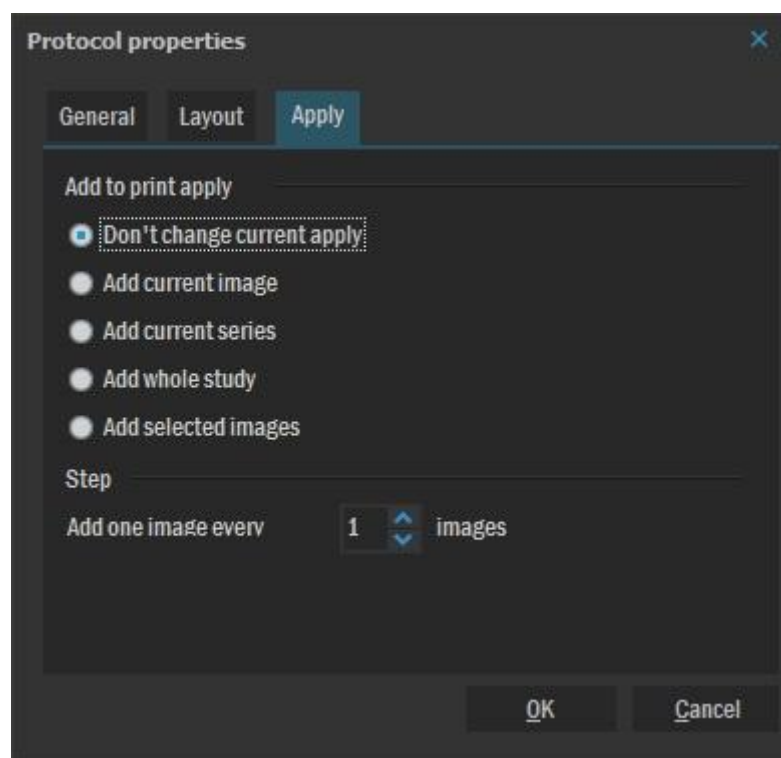 Protocol properties
General Layout Apply
Add to print apply
Don't change current apply
Add current image
Add current series
Add whole study
Add selected images
Step
Add one image every 1 images
OK Cancel